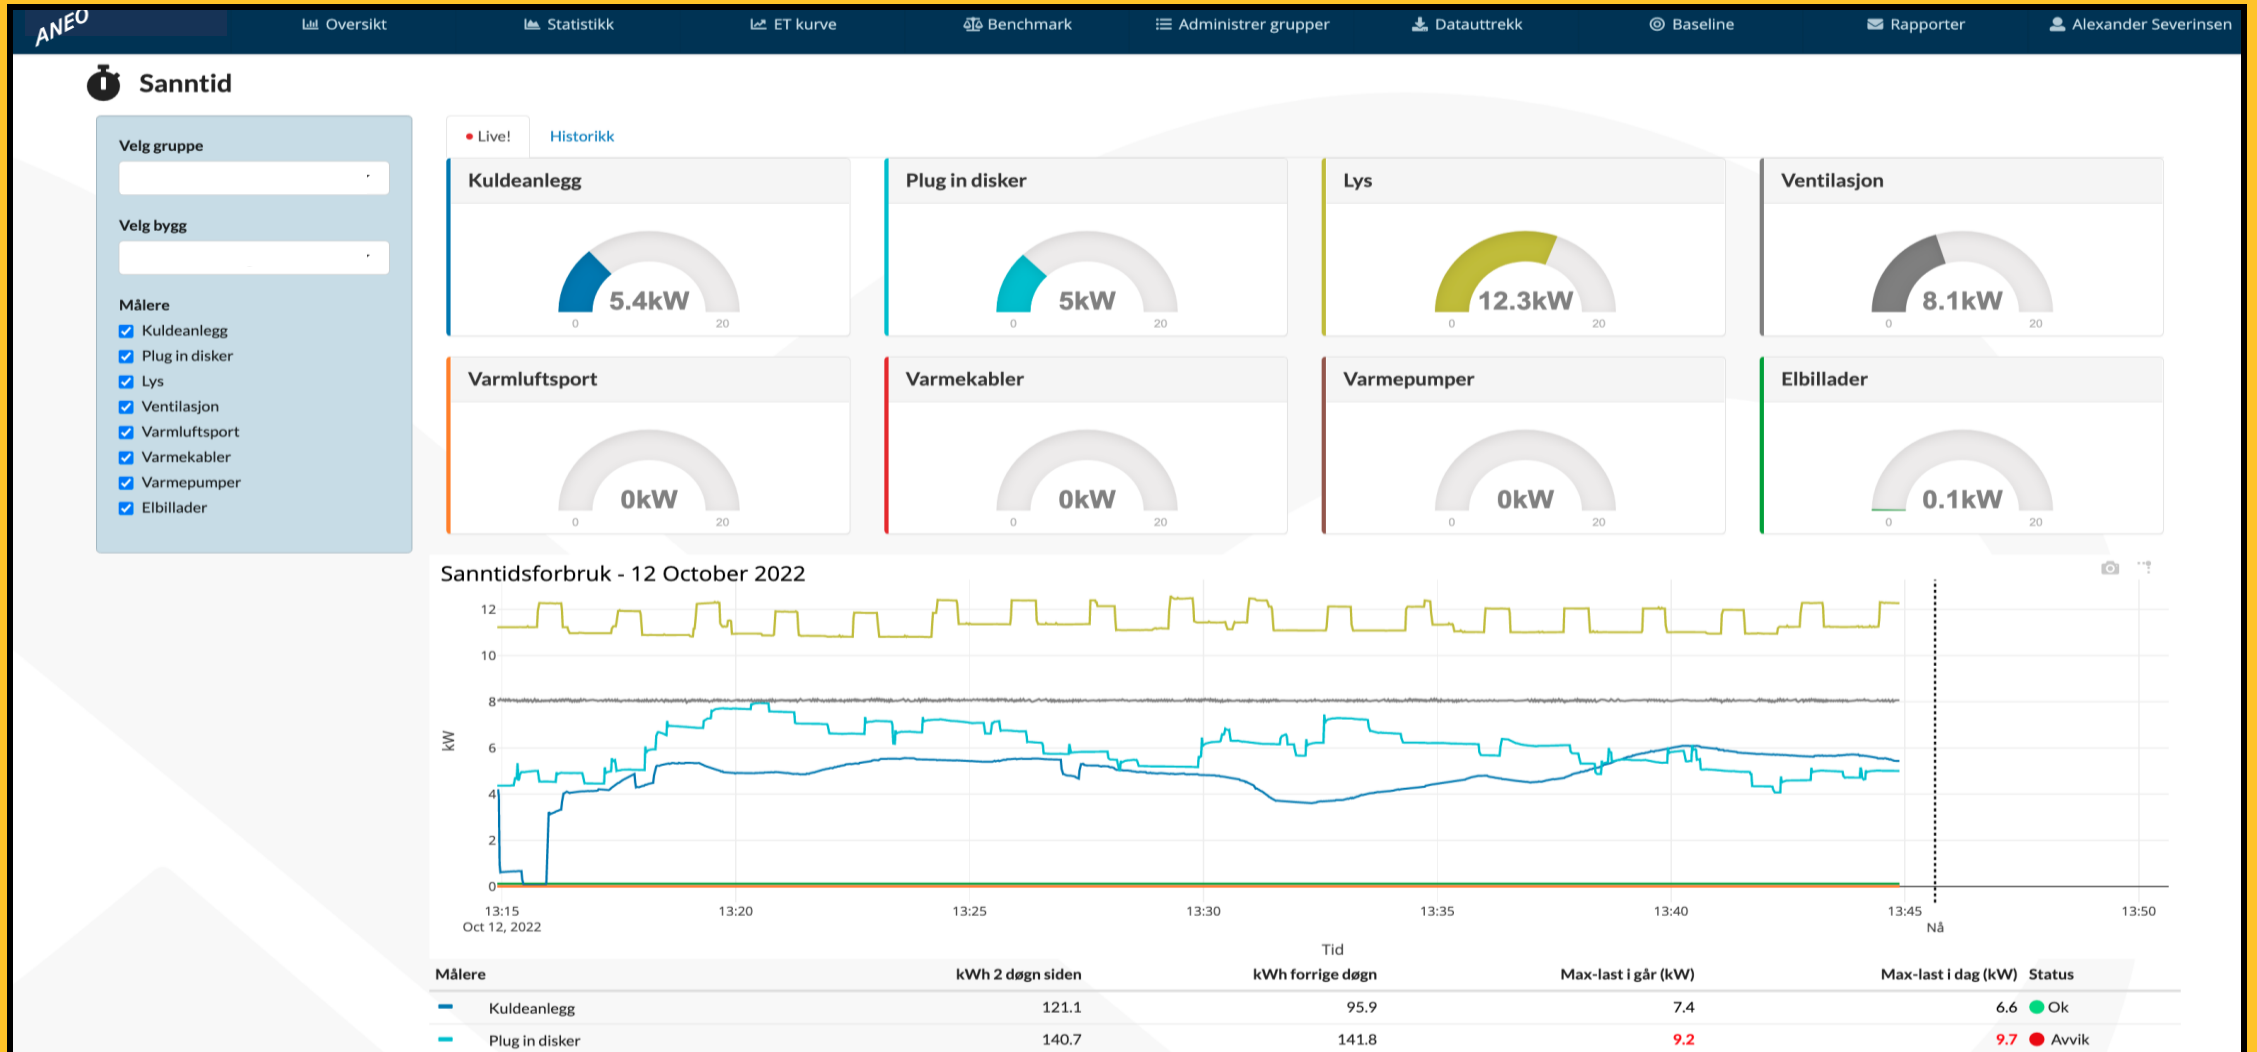 ANEO
Oversikt Statistikk ET kurve Benchmark Administrer grupper Datauttrekk Baseline Rapporter Alexander Severinsen
Sanntid
Velg gruppe
Velg bygg
Målere
Kuldeanlegg
Plug in disker
Lys
Ventilasjon
Varmluftsport
Varmekabler
Varmepumper
Elbillader
Live! Historikk
Kuldeanlegg
5.4kW
0 20
Plug in disker
5kW
0 20
Lys
12.3kW
0 20
Ventilasjon
8.1kW
0 20
Varmluftsport
0kW
0 20
Varmekabler
0kW
0 20
Varmepumper
0kW
0 20
Elbillader
0.1kW
0 20
Sanntidsforbruk - 12 October 2022
12
10
8
6
4
2
0
kW
13:15 13:20 13:25 13:30 13:35 13:40 13:45 13:50
Oct 12, 2022
Nå
Tid
Målere kWh 2 døgn siden kWh forrige døgn Max-last i går (kW) Max-last i dag (kW) Status
Kuldeanlegg 121.1 95.9 7.4 6.6 Ok
Plug in disker 140.7 141.8 9.2 9.7 Avvik